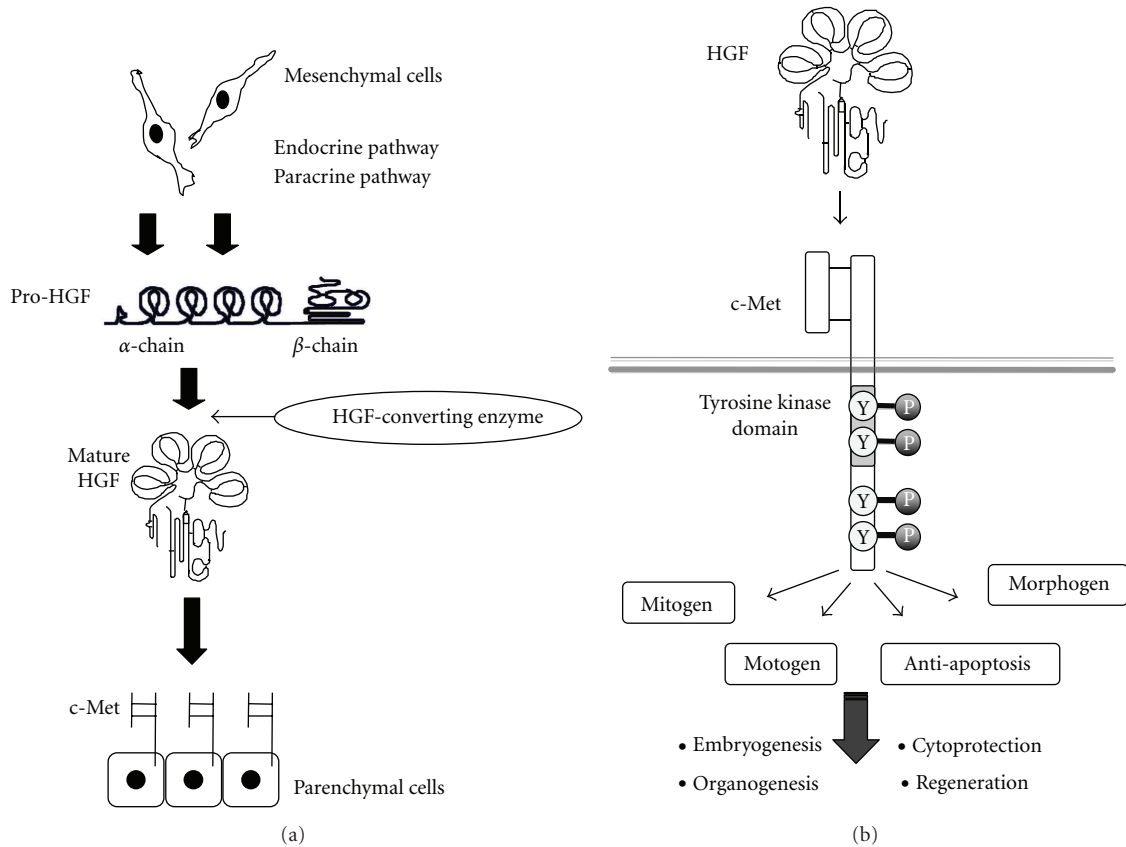 Mesenchymal cells
Endocrine pathway
Paracrine pathway
Pro-HGF
α-chain
β-chain
HGF-converting enzyme
Mature
HGF
c-Met
Parenchymal cells
(a)
HGF
c-Met
Tyrosine kinase
domain
Y P
Y P
Y P
Y P
Mitogen
Morphogen
Motogen
Anti-apoptosis
• Embryogenesis
• Cytoprotection
• Organogenesis
• Regeneration
(b)